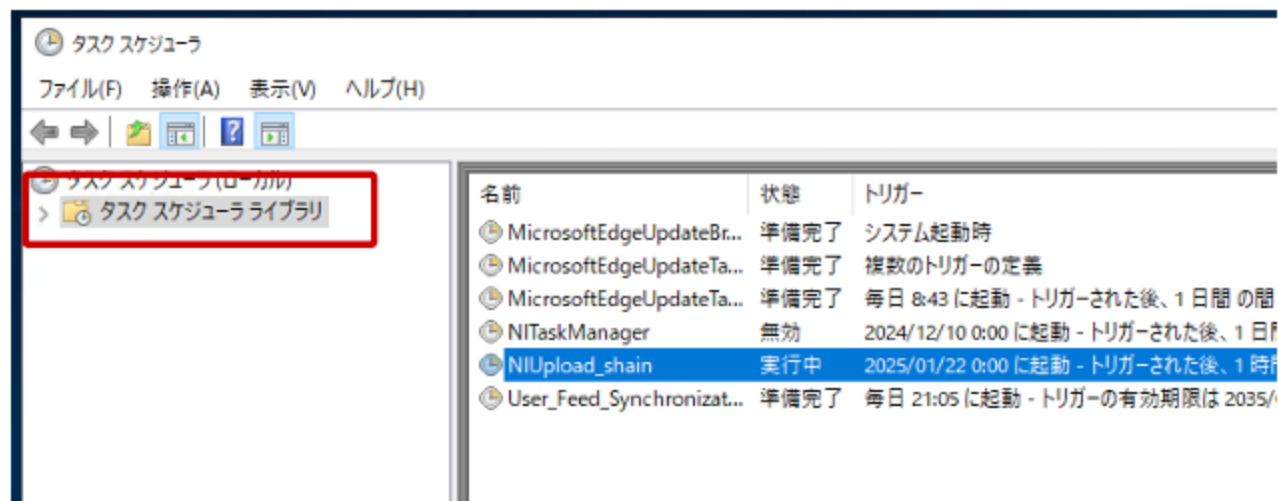 タスク スケジューラ
ファイル(F) 操作(A) 表示(V) ヘルプ(H)
タスク スケジューラ (ローカル)
タスク スケジューラ ライブラリ
名前 状態 トリガー
MicrosoftEdgeUpdateBr... 準備完了 システム起動時
MicrosoftEdgeUpdateTa... 準備完了 複数のトリガーの定義
MicrosoftEdgeUpdateTa... 準備完了 毎日 8:43 に起動 - トリガーされた後、1 日間 の間
NITaskManager 無効 2024/12/10 0:00 に起動 - トリガーされた後、1 日
NIUpload_shain 実行中 2025/01/22 0:00 に起動 - トリガーされた後、1 時
User_Feed_Synchronizat... 準備完了 毎日 21:05 に起動 - トリガーの有効期限は 2035/